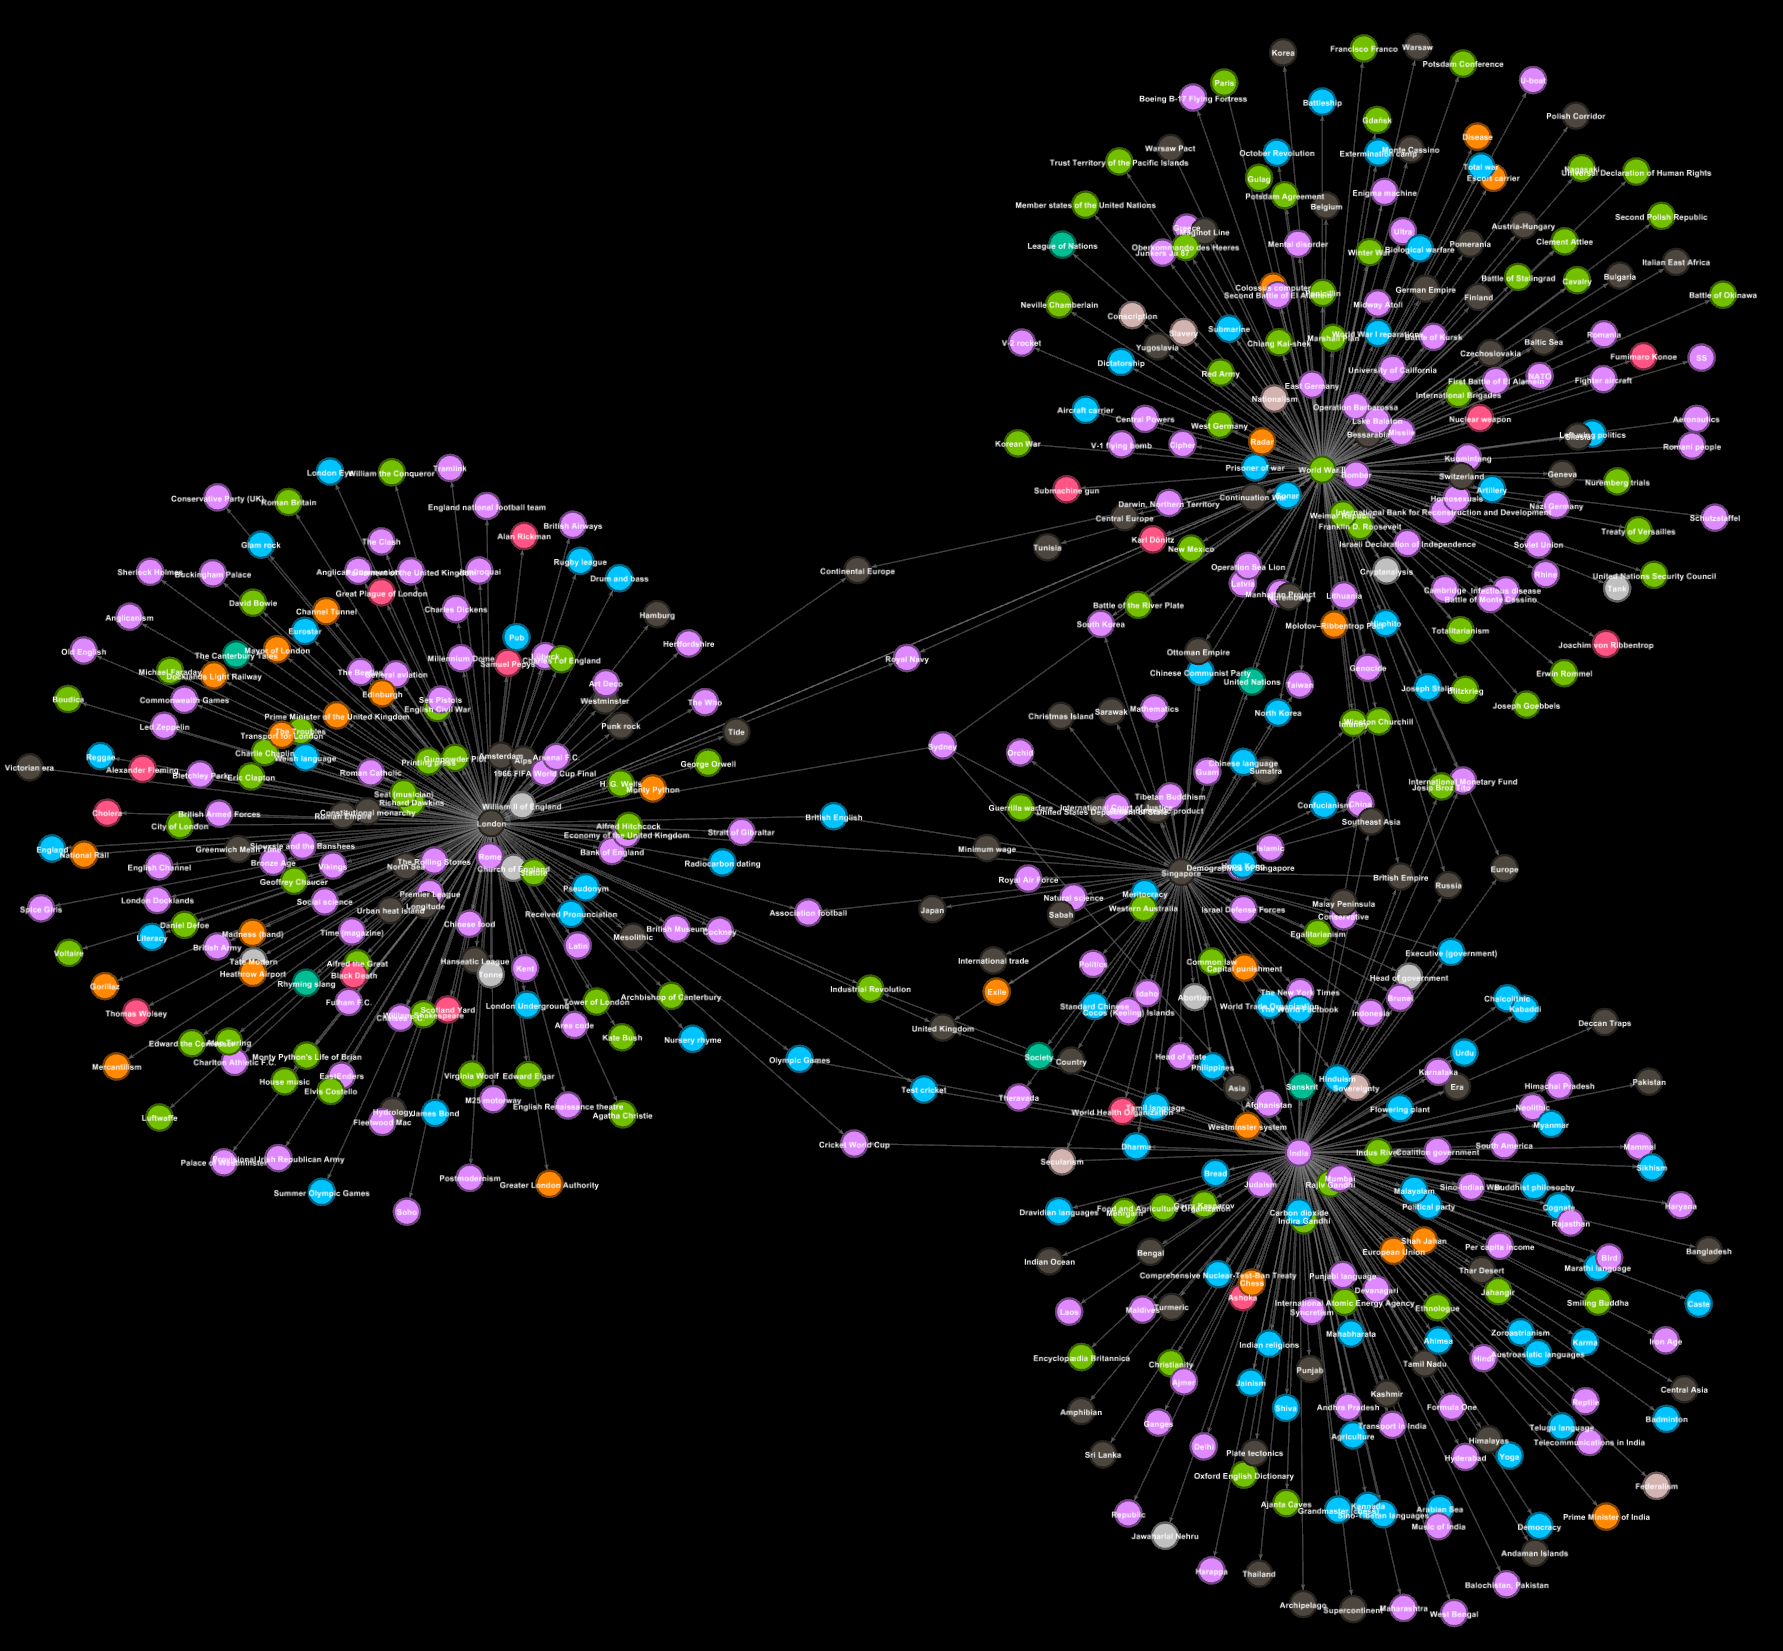 Korea
Francisco Franco
Warsaw
Potsdam Conference
U-boat
Paris
Boeing B-17 Flying Fortress
Battleship
Gdańsk
Polish Corridor
Disease
Warsaw Pact
Trust Territory of the Pacific Islands
October Revolution
Extermination camp
Monte Cassino
Total war
Escort carrier
Nagasaki
Universal Declaration of Human Rights
Gulag
Potsdam Agreement
Enigma machine
Member states of the United Nations
Belgium
Second Polish Republic
Greece
Maginot Line
Ultra
Austria-Hungary
League of Nations
Oberkommando des Heeres
Junkers Ju 87
Mental disorder
Winter War
Biological warfare
Pomerania
Clement Attlee
Italian East Africa
Colossus computer
Second Battle of El Alamein
Penicillin
German Empire
Battle of Stalingrad
Cavalry
Bulgaria
Battle of Okinawa
Finland
Neville Chamberlain
Conscription
Slavery
Submarine
Midway Atoll
World War I reparations
Battle of Kursk
Romania
V-2 rocket
Yugoslavia
Chiang Kai-shek
Marshall Plan
Baltic Sea
Czechoslovakia
Fumimaro Konoe
SS
Dictatorship
Red Army
University of California
East Germany
First Battle of El Alamein
NATO
Fighter aircraft
Nationalism
International Brigades
Aircraft carrier
Central Powers
Operation Barbarossa
Lake Balaton
Nuclear weapon
Aeronautics
West Germany
Bessarabia
Missile
Left-wing politics
Korean War
V-1 flying bomb
Cipher
Radar
Romani people
Kuomintang
Prisoner of war
World War II
Bomber
Switzerland
Geneva
Nuremberg trials
Submachine gun
Sonar
Continuation War
Artillery
Homosexuals
Darwin, Northern Territory
Nazi Germany
Central Europe
Weimar Republic
International Bank for Reconstruction and Development
Schutzstaffel
Franklin D. Roosevelt
Treaty of Versailles
Karl Dönitz
Tunisia
New Mexico
Israeli Declaration of Independence
Soviet Union
Continental Europe
Operation Sea Lion
Cryptanalysis
Rhine
United Nations Security Council
Latvia
Tank
Manhattan Project
Nuremberg
Lithuania
Cambridge
Infectious disease
Battle of Monte Cassino
Battle of the River Plate
South Korea
Molotov–Ribbentrop Pact
Totalitarianism
Joachim von Ribbentrop
Ottoman Empire
Royal Navy
Chinese Communist Party
Genocide
Erwin Rommel
United Nations
Taiwan
Joseph Stalin
Blitzkrieg
Joseph Goebbels
North Korea
Winston Churchill
London Eye
William the Conqueror
Tramlink
Conservative Party (UK)
Roman Britain
England national football team
British Airways
Alan Rickman
Glam rock
The Clash
Rugby league
Sherlock Holmes
Buckingham Palace
Parliament of the United Kingdom
Jamiroquai
Drum and bass
Great Plague of London
David Bowie
Channel Tunnel
Charles Dickens
Hamburg
Anglicanism
Eurostar
Pub
Hertfordshire
Old English
The Canterbury Tales
Mayor of London
Millennium Dome
Samuel Pepys
Lübeck
Charles I of England
Michael Faraday
Docklands Light Railway
The Beatles
General aviation
Art Deco
Boudica
Commonwealth Games
Edinburgh
Sex Pistols
English Civil War
Westminster
The Who
Led Zeppelin
Prime Minister of the United Kingdom
The Troubles
Transport for London
Punk rock
Tide
Victorian era
Reggae
Charlie Chaplin
Welsh language
Printing press
Gunpowder Plot
Amsterdam
Alps
Arsenal F.C.
George Orwell
Alexander Fleming
Bletchley Park
Eric Clapton
Roman Catholic
1966 FIFA World Cup Final
H. G. Wells
Monty Python
Seal (musician)
Richard Dawkins
Cholera
British Armed Forces
Roman Empire
Constitutional monarchy
William II of England
City of London
London
Alfred Hitchcock
Economy of the United Kingdom
Strait of Gibraltar
British English
England
National Rail
Greenwich Mean Time
Siouxsie and the Banshees
Rome
Bank of England
English Channel
Bronze Age
Vikings
North Sea
The Rolling Stones
Church of England
Radiocarbon dating
Geoffrey Chaucer
Pseudonym
Spice Girls
London Docklands
Social science
Premier League
Longitude
Urban heat island
Received Pronunciation
Association football
Daniel Defoe
Chinese food
British Museum
Cockney
Literacy
Madness (band)
Time (magazine)
Mesolithic
Latin
Voltaire
British Army
Tate Modern
Alfred the Great
Hanseatic League
Kent
Heathrow Airport
Black Death
Tonne
Gorillaz
Rhyming slang
Industrial Revolution
Thomas Wolsey
Fulham F.C.
Scotland Yard
London Underground
Tower of London
Archbishop of Canterbury
Chelsea F.C.
William Shakespeare
Area code
Edward the Confessor
Alan Turing
Kate Bush
Nursery rhyme
Charlton Athletic F.C.
Monty Python's Life of Brian
Mercantilism
House music
EastEnders
Elvis Costello
Virginia Woolf
Edward Elgar
Olympic Games
M25 motorway
English Renaissance theatre
Luftwaffe
Hydrology
James Bond
Fleetwood Mac
Agatha Christie
Test cricket
Cricket World Cup
Palace of Westminster
Provisional Irish Republican Army
Postmodernism
Greater London Authority
Summer Olympic Games
Soho
Christmas Island
Sarawak
Mathematics
Sydney
Orchid
Chinese language
Sumatra
Guam
International Monetary Fund
Josip Broz Tito
Tibetan Buddhism
Guerrilla warfare
International Court of Justice
United States Department of State
Confucianism
China
Southeast Asia
Minimum wage
Islamic
Singapore
Hong Kong
Demographics of Singapore
British Empire
Russia
Europe
Royal Air Force
Natural science
Meritocracy
Western Australia
Japan
Sabah
Israel Defense Forces
Malay Peninsula
Conservative
Egalitarianism
International trade
Politics
Common law
Capital punishment
Executive (government)
Head of government
Exile
Idaho
Abortion
The New York Times
World Trade Organization
The World Factbook
Brunei
Indonesia
Standard Chinese
Cocos (Keeling) Islands
United Kingdom
Chalcolithic
Kabaddi
Deccan Traps
Society
Country
Head of state
Philippines
Urdu
Asia
Sanskrit
Hinduism
Sovereignty
Karnataka
Era
Himachal Pradesh
Pakistan
Theravada
World Health Organization
Tamil language
Afghanistan
Flowering plant
Neolithic
Westminster system
Myanmar
Secularism
Dharma
India
Indus River
Coalition government
South America
Mammal
Sikhism
Bread
Judaism
Mumbai
Rajiv Gandhi
Malayalam
Sino-Indian War
Buddhist philosophy
Dravidian languages
Mehrgarh
Food and Agriculture Organization
Garry Kasparov
Carbon dioxide
Indira Gandhi
Political party
Cognate
Haryana
Rajasthan
Indian Ocean
Bengal
European Union
Shah Jahan
Per capita income
Bird
Bangladesh
Comprehensive Nuclear-Test-Ban Treaty
Chess
Punjabi language
Thar Desert
Marathi language
Laos
Maldives
Turmeric
Ashoka
International Atomic Energy Agency
Devanagari
Syncretism
Ethnologue
Jahangir
Smiling Buddha
Caste
Mahabharata
Indian religions
Ahimsa
Zoroastrianism
Karma
Iron Age
Encyclopædia Britannica
Christianity
Ajmer
Jainism
Punjab
Tamil Nadu
Hindi
Austroasiatic languages
Central Asia
Amphibian
Ganges
Shiva
Kashmir
Andhra Pradesh
Formula One
Reptile
Badminton
Transport in India
Agriculture
Telugu language
Telecommunications in India
Sri Lanka
Delhi
Plate tectonics
Himalayas
Hyderabad
Yoga
Oxford English Dictionary
Federalism
Republic
Ajanta Caves
Grandmaster (chess)
Kannada
Sino-Tibetan languages
Arabian Sea
Music of India
Democracy
Prime Minister of India
Jawaharlal Nehru
Andaman Islands
Harappa
Thailand
Balochistan, Pakistan
Archipelago
Supercontinent
Maharashtra
West Bengal